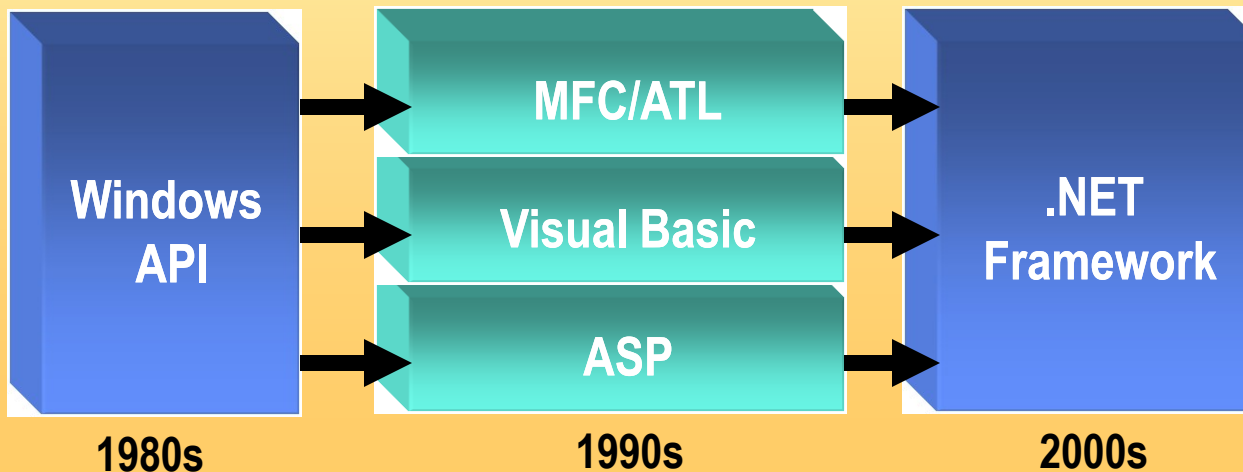 Windows
API
MFC/ATL
Visual Basic
ASP
.NET
Framework
1980s
1990s
2000s